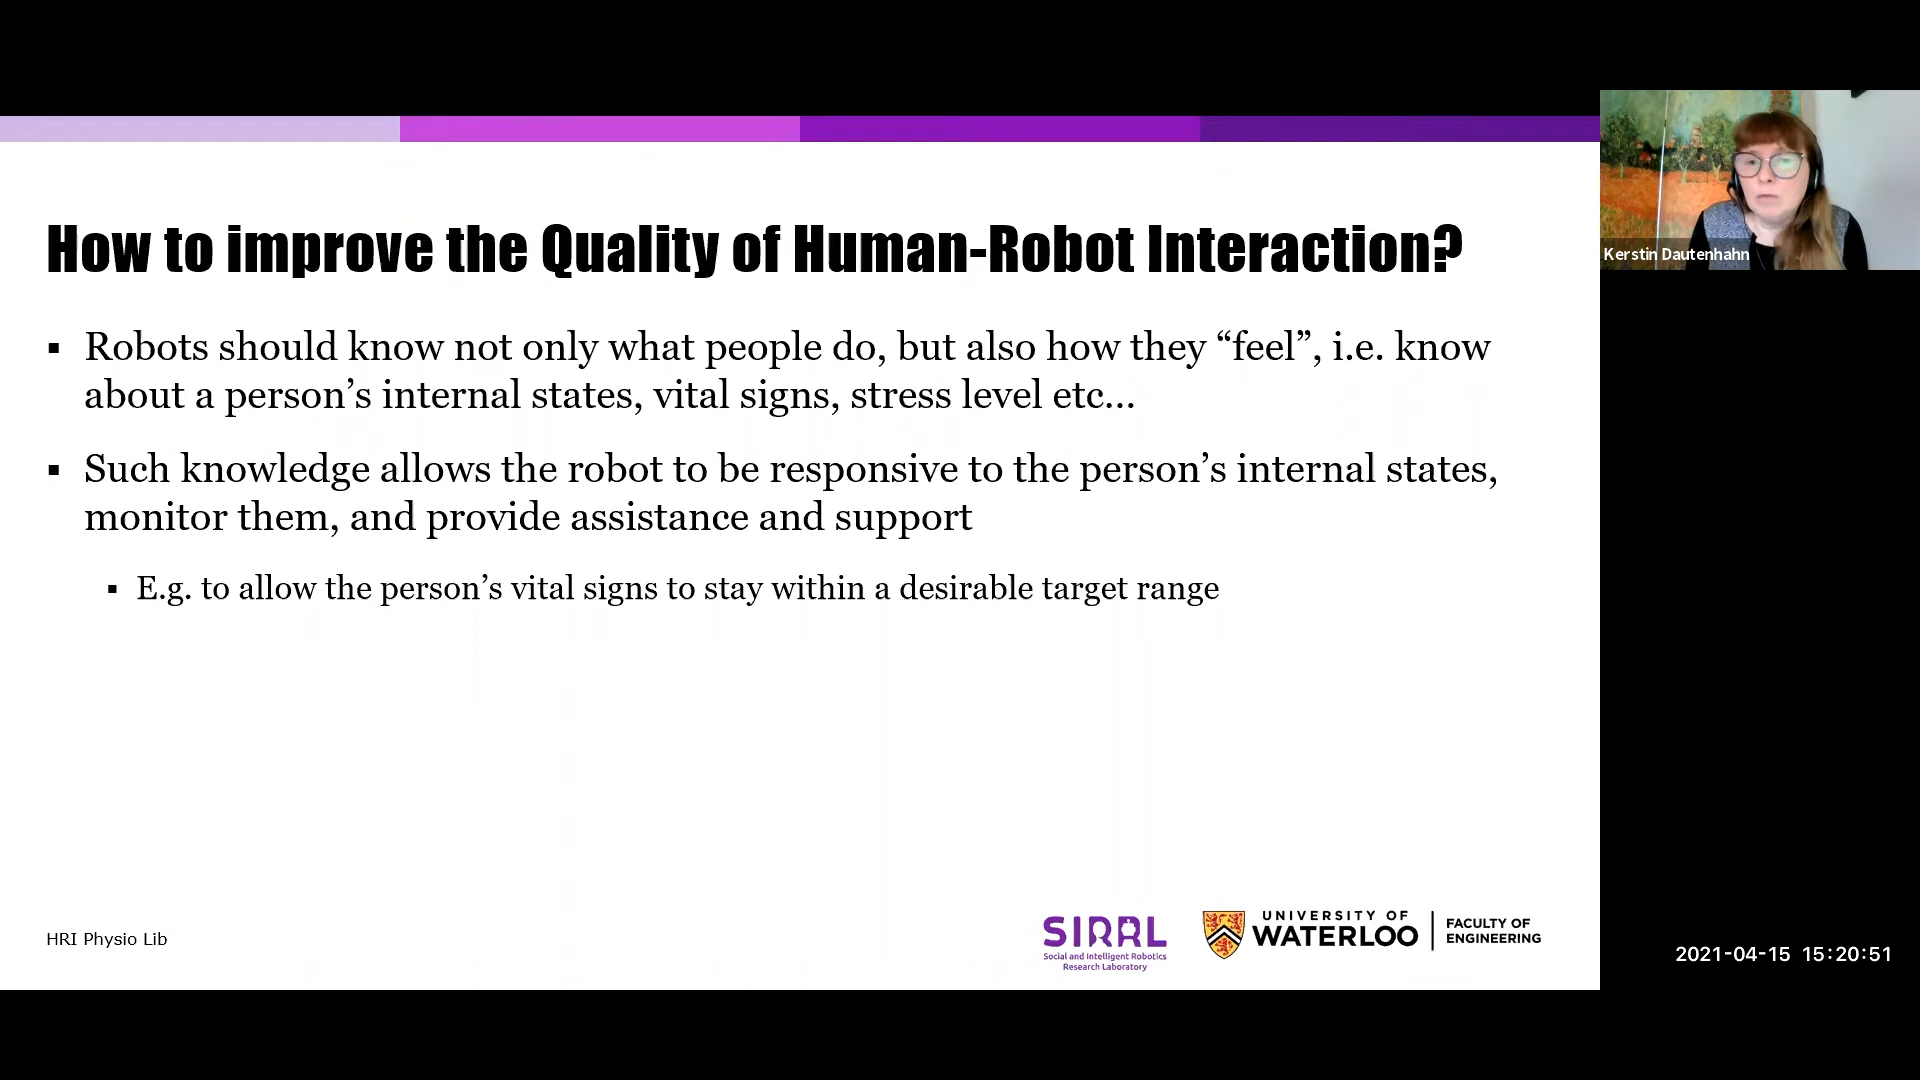 How to improve the Quality of Human-Robot Interaction?
▪ Robots should know not only what people do, but also how they “feel”, i.e. know
about a person’s internal states, vital signs, stress level etc…
▪ Such knowledge allows the robot to be responsive to the person’s internal states,
monitor them, and provide assistance and support
▪ E.g. to allow the person’s vital signs to stay within a desirable target range
Kerstin Dautenhahn
HRI Physio Lib
SIRRL
Social and Intelligent Robotics
Research Laboratory
UNIVERSITY OF
WATERLOO
FACULTY OF
ENGINEERING
2021-04-15 15:20:51